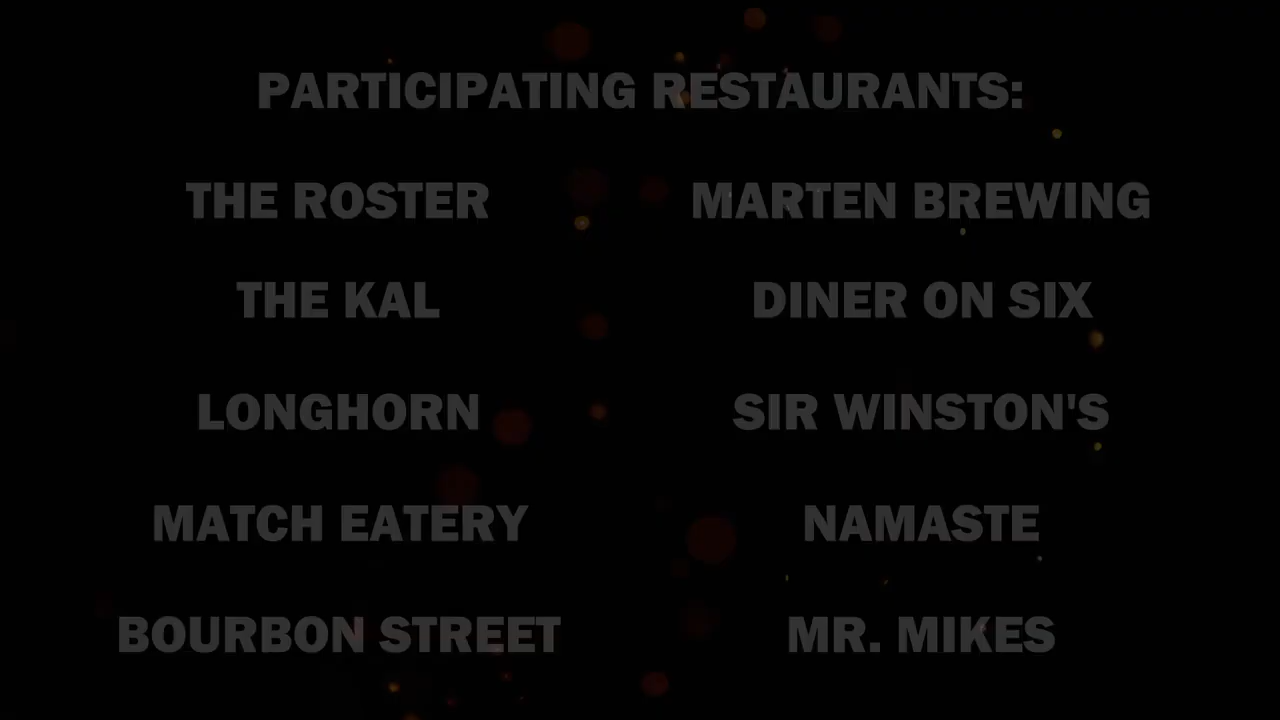 PARTICIPATING RESTAURANTS:
THE ROSTER
MARTEN BREWING
THE KAL
DINER ON SIX
LONGHORN
SIR WINSTON'S
MATCH EATERY
NAMASTE
BOURBON STREET
MR. MIKES